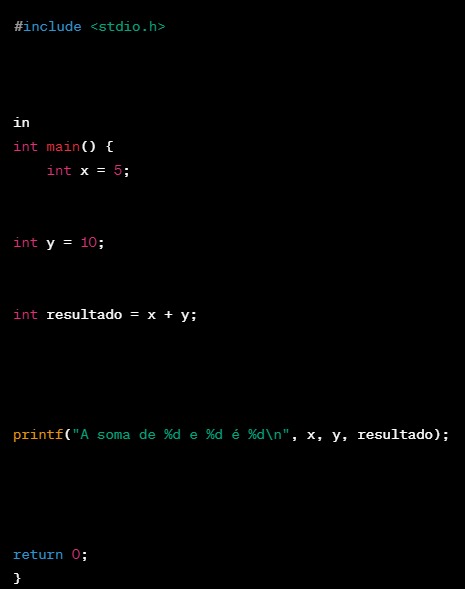 #include <stdio.h>
in
int main() {
    int x = 5;
int y = 10;
int resultado = x + y;
printf("A soma de %d e %d é %d\n", x, y, resultado);
return 0;
}